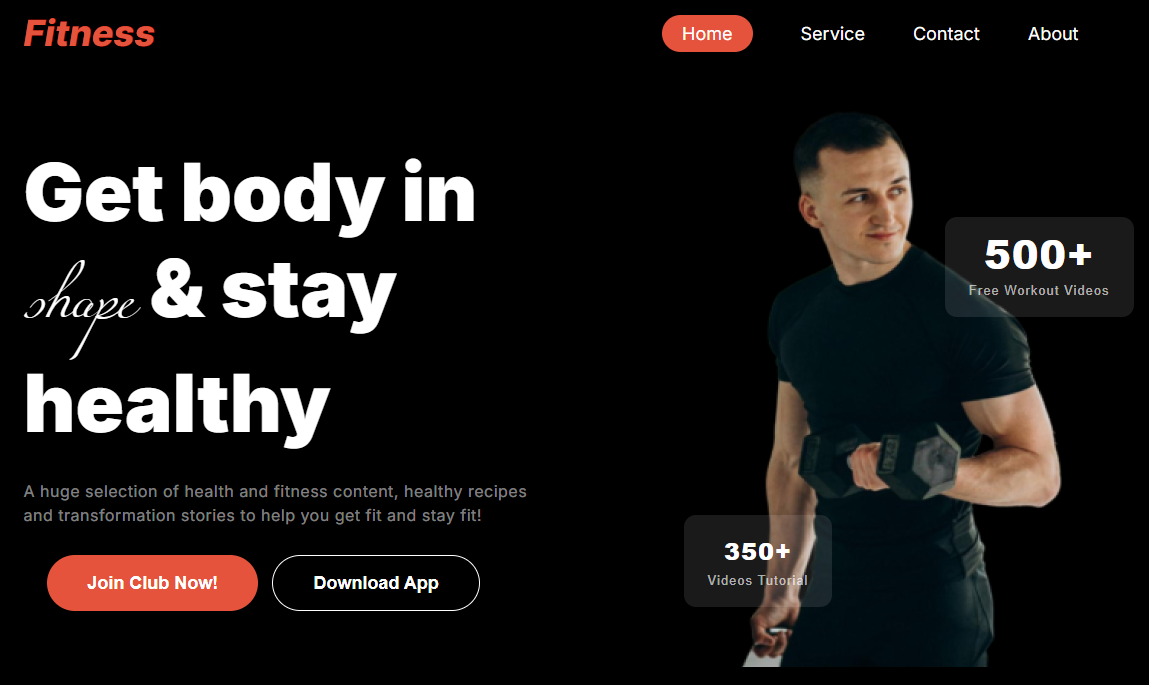 Fitness
Home Service Contact About
Get body in
shape & stay
healthy
A huge selection of health and fitness content, healthy recipes
and transformation stories to help you get fit and stay fit!
Join Club Now! Download App
500+
Free Workout Videos
350+
Videos Tutorial